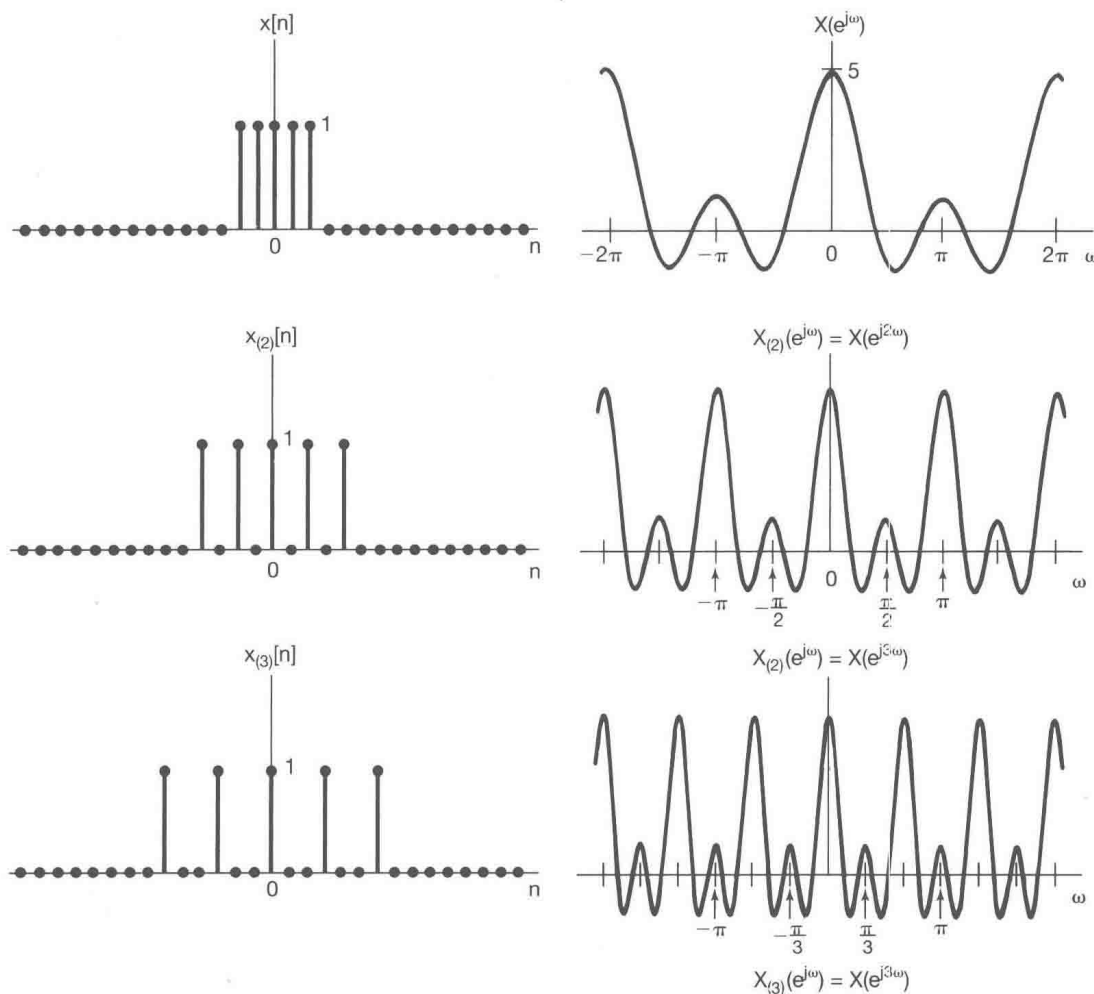 x[n]
1
0
n
X(e^{jω})
5
−2π
−π
0
π
2π
ω
x_{(2)}[n]
1
0
n
X_{(2)}(e^{jω}) = X(e^{j2ω})
0
ω
−π
−π/2
π/2
π
x_{(3)}[n]
1
0
n
X_{(2)}(e^{jω}) = X(e^{j3ω})
ω
−π
−π/3
π/3
π
X_{(3)}(e^{jω}) = X(e^{j3ω})